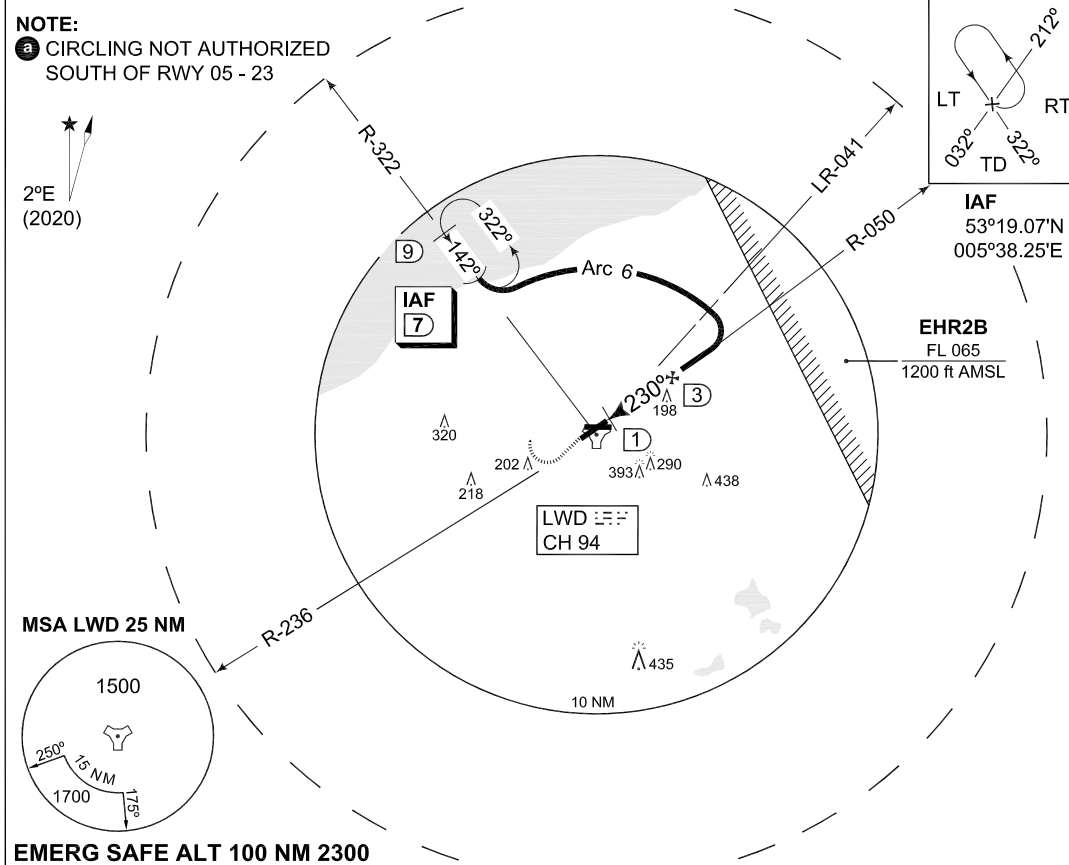 NOTE:
a CIRCLING NOT AUTHORIZED
SOUTH OF RWY 05 - 23
2ºE
(2020)
R-322
LR-041
R-050
212º
LT
RT
032º
322º
TD
IAF
53º19.07'N
005º38.25'E
9
322º
142º
Arc 6
IAF
7
EHR2B
FL 065
1200 ft AMSL
230º
3
198
1
320
202
218
393
290
438
LWD
CH 94
R-236
435
10 NM
MSA LWD 25 NM
1500
250º
15 NM
1700
175º
EMERG SAFE ALT 100 NM 2300